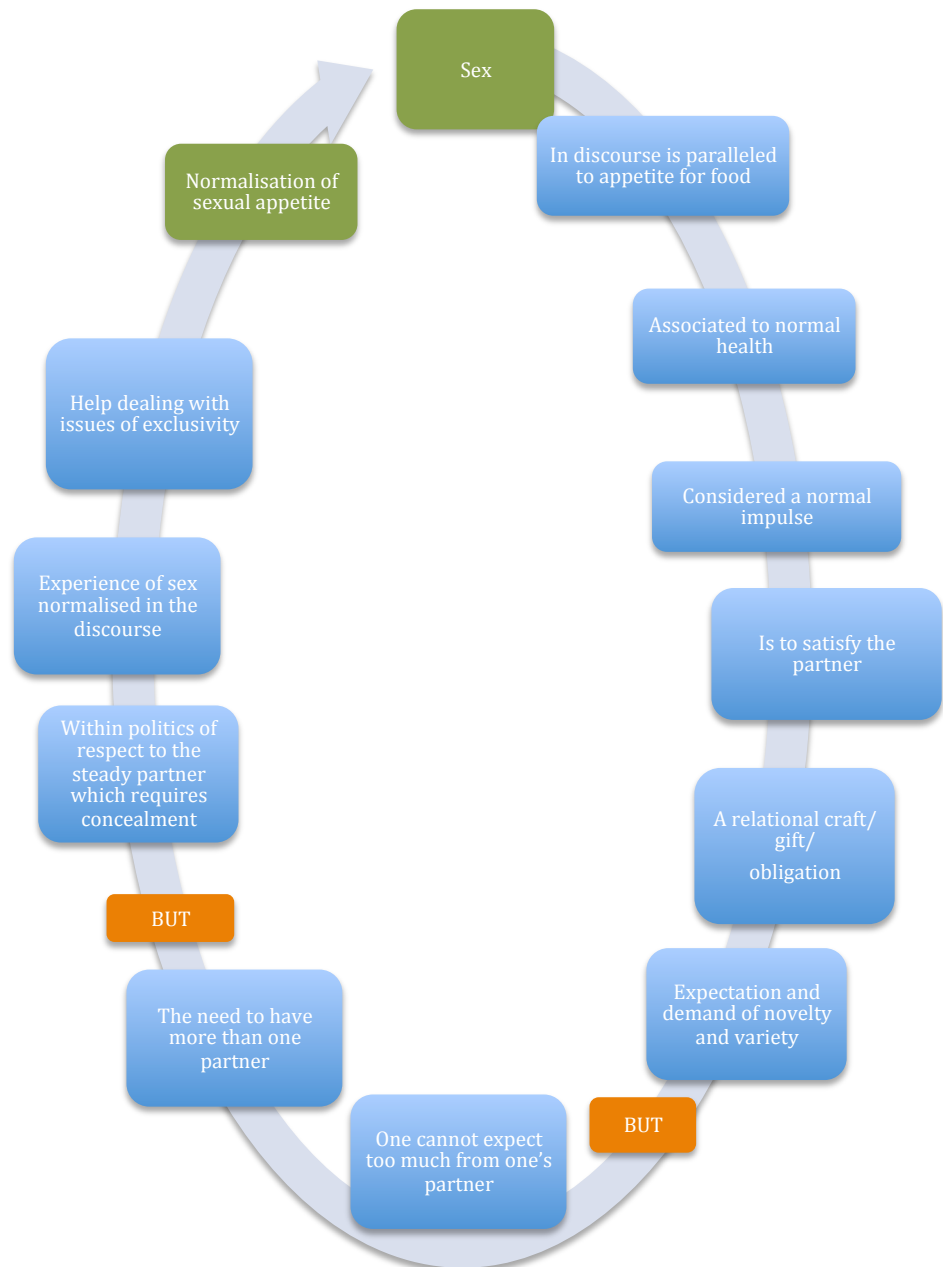 Sex
In discourse is paralleled
to appetite for food
Associated to normal
health
Considered a normal
impulse
Is to satisfy the
partner
A relational craft/
gift/
obligation
Expectation and
demand of novelty
and variety
BUT
One cannot expect
too much from one’s
partner
The need to have
more than one
partner
BUT
Within politics of
respect to the
steady partner
which requires
concealment
Experience of sex
normalised in the
discourse
Help dealing with
issues of exclusivity
Normalisation of
sexual appetite